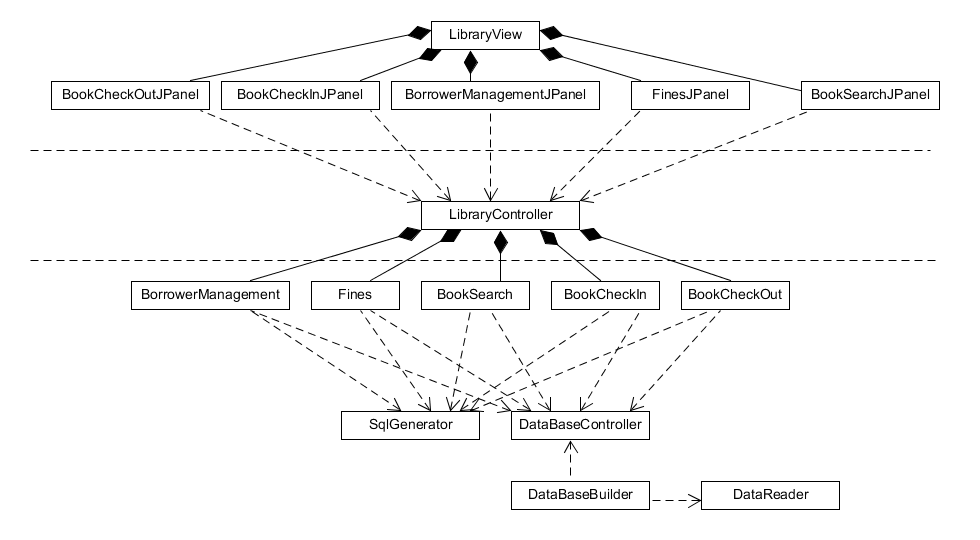 LibraryView
BookCheckOutJPanel
BookCheckInJPanel
BorrowerManagementJPanel
FinesJPanel
BookSearchJPanel
LibraryController
BorrowerManagement
Fines
BookSearch
BookCheckIn
BookCheckOut
SqlGenerator
DataBaseController
DataBaseBuilder
DataReader